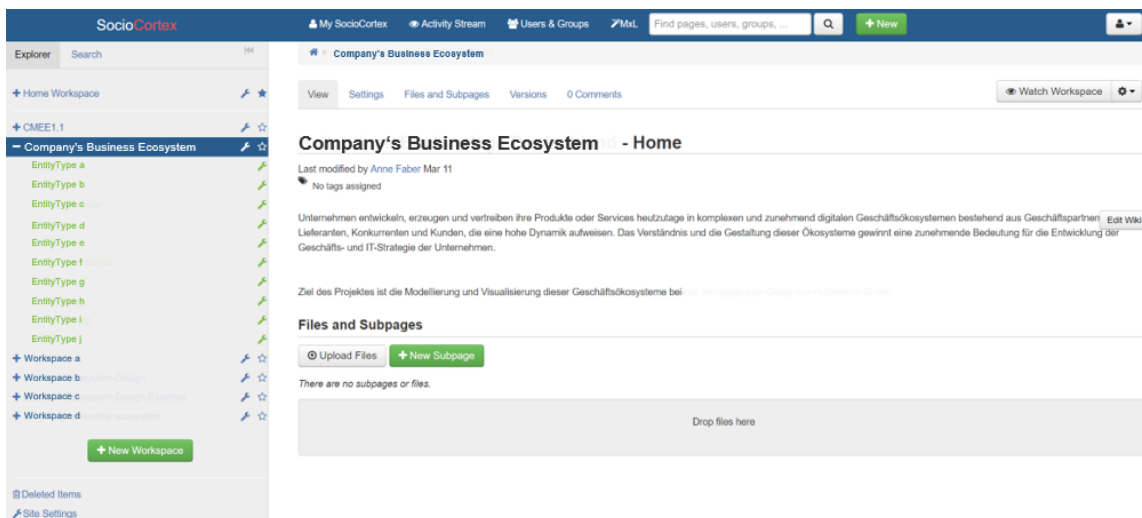 SocioCortex
My SocioCortex Activity Stream Users & Groups MxL Find pages, users, groups, ... + New
Explorer Search
Company's Business Ecosystem
+ Home Workspace
View Settings Files and Subpages Versions 0 Comments
Watch Workspace
+ CMEE1.1
− Company's Business Ecosystem
EntityType a
EntityType b
EntityType c
EntityType d
EntityType e
EntityType f
EntityType g
EntityType h
EntityType i
EntityType j
+ Workspace a
+ Workspace b
+ Workspace c
+ Workspace d
+ New Workspace
Deleted Items
Site Settings
Company‘s Business Ecosystem - Home
Last modified by Anne Faber Mar 11
No tags assigned
Unternehmen entwickeln, erzeugen und vertreiben ihre Produkte oder Services heutzutage in komplexen und zunehmend digitalen Geschäftsökosystemen bestehend aus Geschäftspartnern
Edit Wiki
Lieferanten, Konkurrenten und Kunden, die eine hohe Dynamik aufweisen. Das Verständnis und die Gestaltung dieser Ökosysteme gewinnt eine zunehmende Bedeutung für die Entwicklung der
Geschäfts- und IT-Strategie der Unternehmen.
Ziel des Projektes ist die Modellierung und Visualisierung dieser Geschäftsökosysteme bei
Files and Subpages
Upload Files + New Subpage
There are no subpages or files.
Drop files here